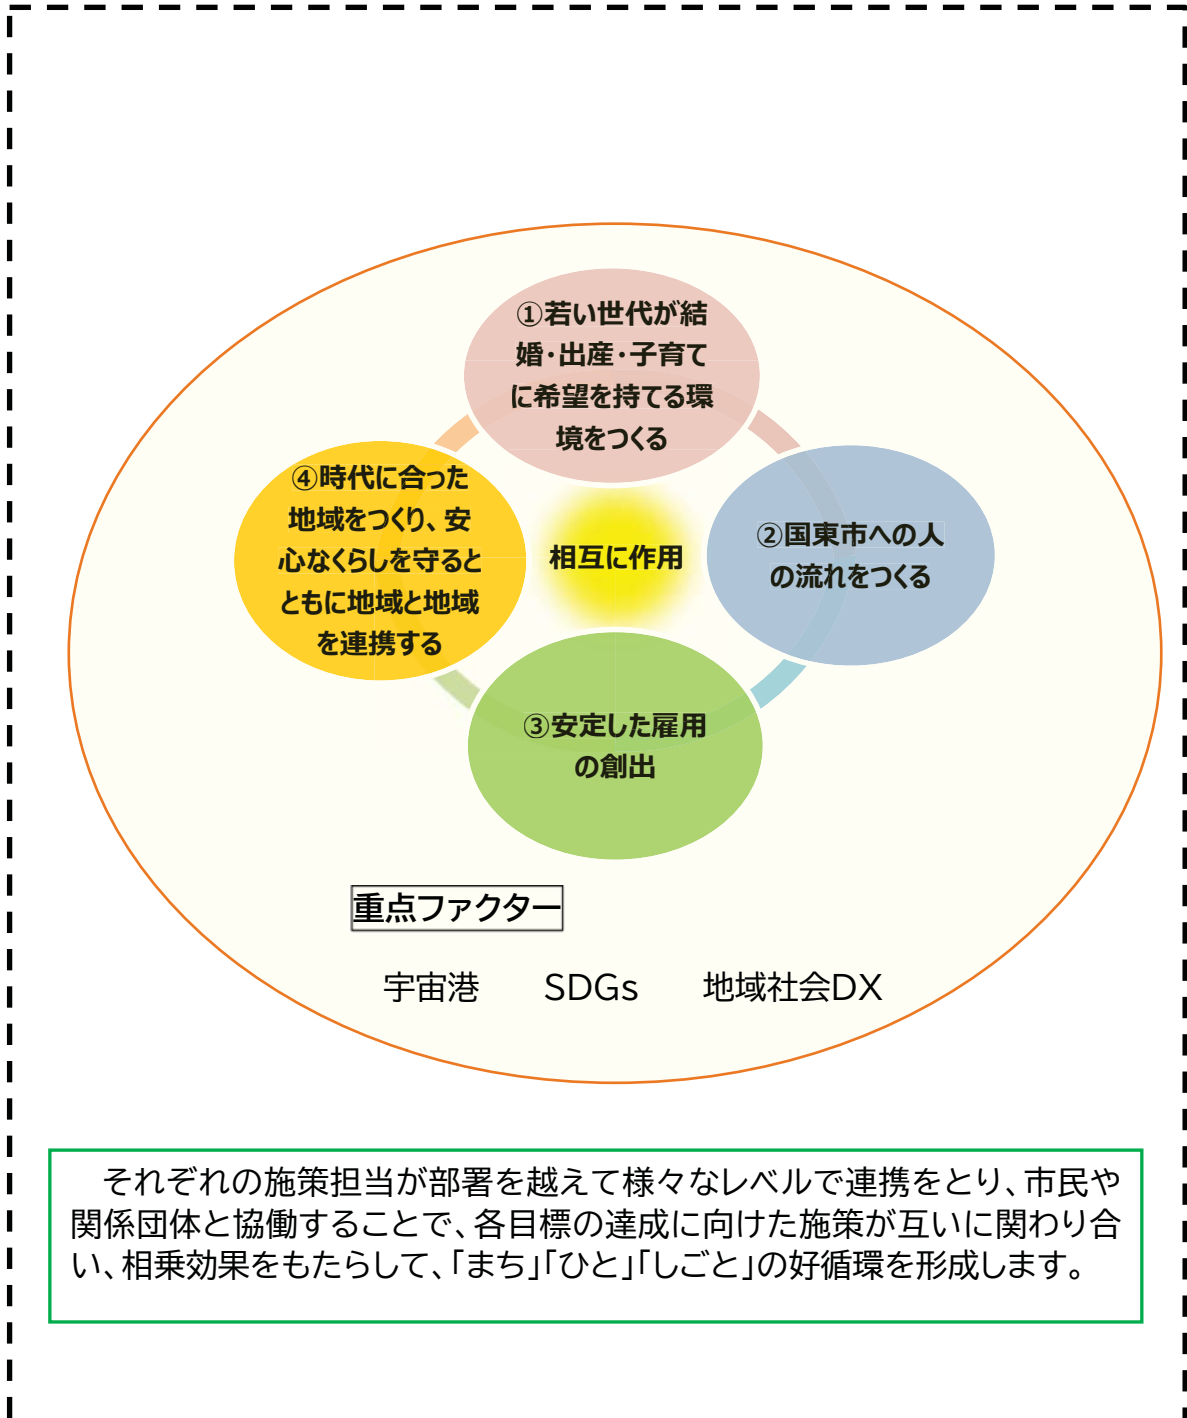 ①若い世代が結
婚・出産・子育て
に希望を持てる環
境をつくる
④時代に合った
地域をつくり、安
心なくらしを守ると
ともに地域と地域
を連携する
相互に作用
②国東市への人
の流れをつくる
③安定した雇用
の創出
重点ファクター
宇宙港　　SDGs　　地域社会DX
それぞれの施策担当が部署を越えて様々なレベルで連携をとり、市民や
関係団体と協働することで、各目標の達成に向けた施策が互いに関わり合
い、相乗効果をもたらして、「まち」「ひと」「しごと」の好循環を形成します。